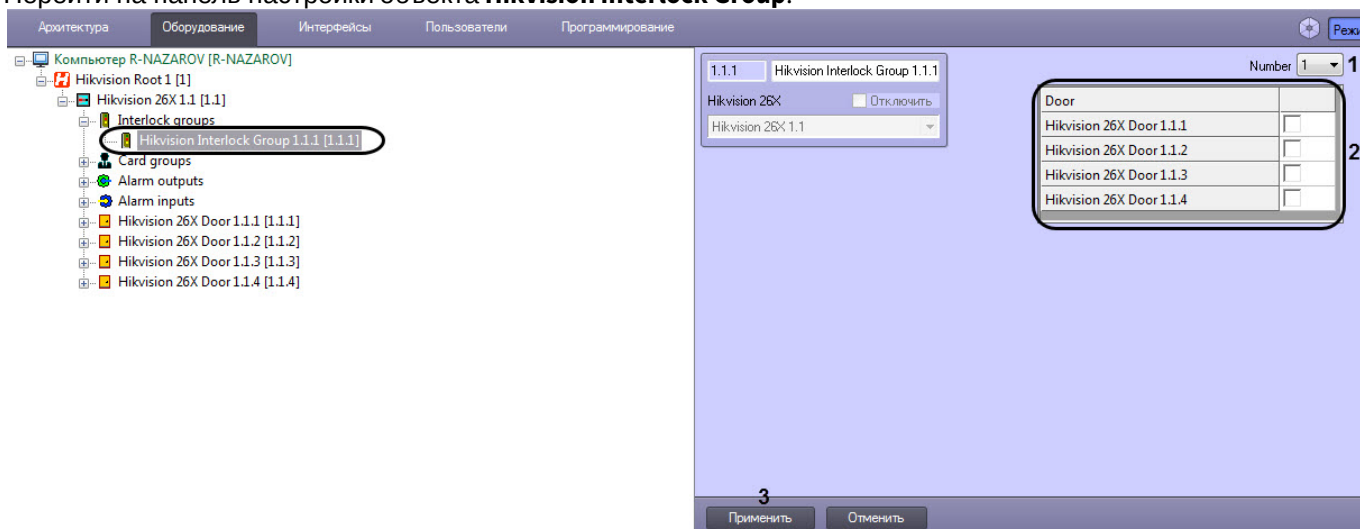 Перейти на панель настройки объекта Hikvision Interlock Group.
Архитектура Оборудование Интерфейсы Пользователи Программирование
Компьютер R-NAZAROV [R-NAZAROV]
Hikvision Root 1 [1]
Hikvision 26X 1.1 [1.1]
Interlock groups
Hikvision Interlock Group 1.1.1 [1.1.1]
Card groups
Alarm outputs
Alarm inputs
Hikvision 26X Door 1.1.1 [1.1.1]
Hikvision 26X Door 1.1.2 [1.1.2]
Hikvision 26X Door 1.1.3 [1.1.3]
Hikvision 26X Door 1.1.4 [1.1.4]
1.1.1 Hikvision Interlock Group 1.1.1
Hikvision 26X Отключить
Hikvision 26X 1.1
Number 1 1
Door
Hikvision 26X Door 1.1.1
Hikvision 26X Door 1.1.2 2
Hikvision 26X Door 1.1.3
Hikvision 26X Door 1.1.4
3
Применить Отменить